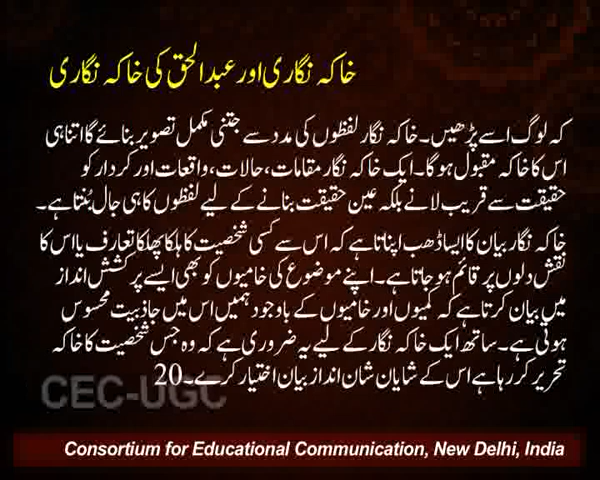 خاکہ نگاری اور عبدالحق کی خاکہ نگاری
کہ لوگ اسے پڑھیں۔ خاکہ نگار لفظوں کی مدد سے جتنی مکمل تصویر بنائے گا اتنا ہی
اس کا خاکہ مقبول ہوگا۔ ایک خاکہ نگار مقامات، حالات، واقعات اور کردار کو
حقیقت سے قریب لانے بلکہ عین حقیقت بنانے کے لیے لفظوں کا ہی جال بُنتا ہے۔
خاکہ نگار بیان کا ایسا ڈھب اپناتا ہے کہ اس سے کسی شخصیت کا ہلکا پھلکا تعارف یا اس کا
نقش دلوں پر قائم ہو جاتا ہے۔ اپنے موضوع کی خامیوں کو بھی ایسے پرکشش انداز
میں بیان کرتا ہے کہ کمیوں اور خامیوں کے باوجود ہمیں اس میں جاذبیت محسوس
ہوتی ہے۔ ساتھ ایک خاکہ نگار کے لیے یہ ضروری ہے کہ وہ جس شخصیت کا خاکہ
تحریر کر رہا ہے اس کے شایان شان انداز بیان اختیار کرے۔ 20
CEC-UGC
Consortium for Educational Communication, New Delhi, India